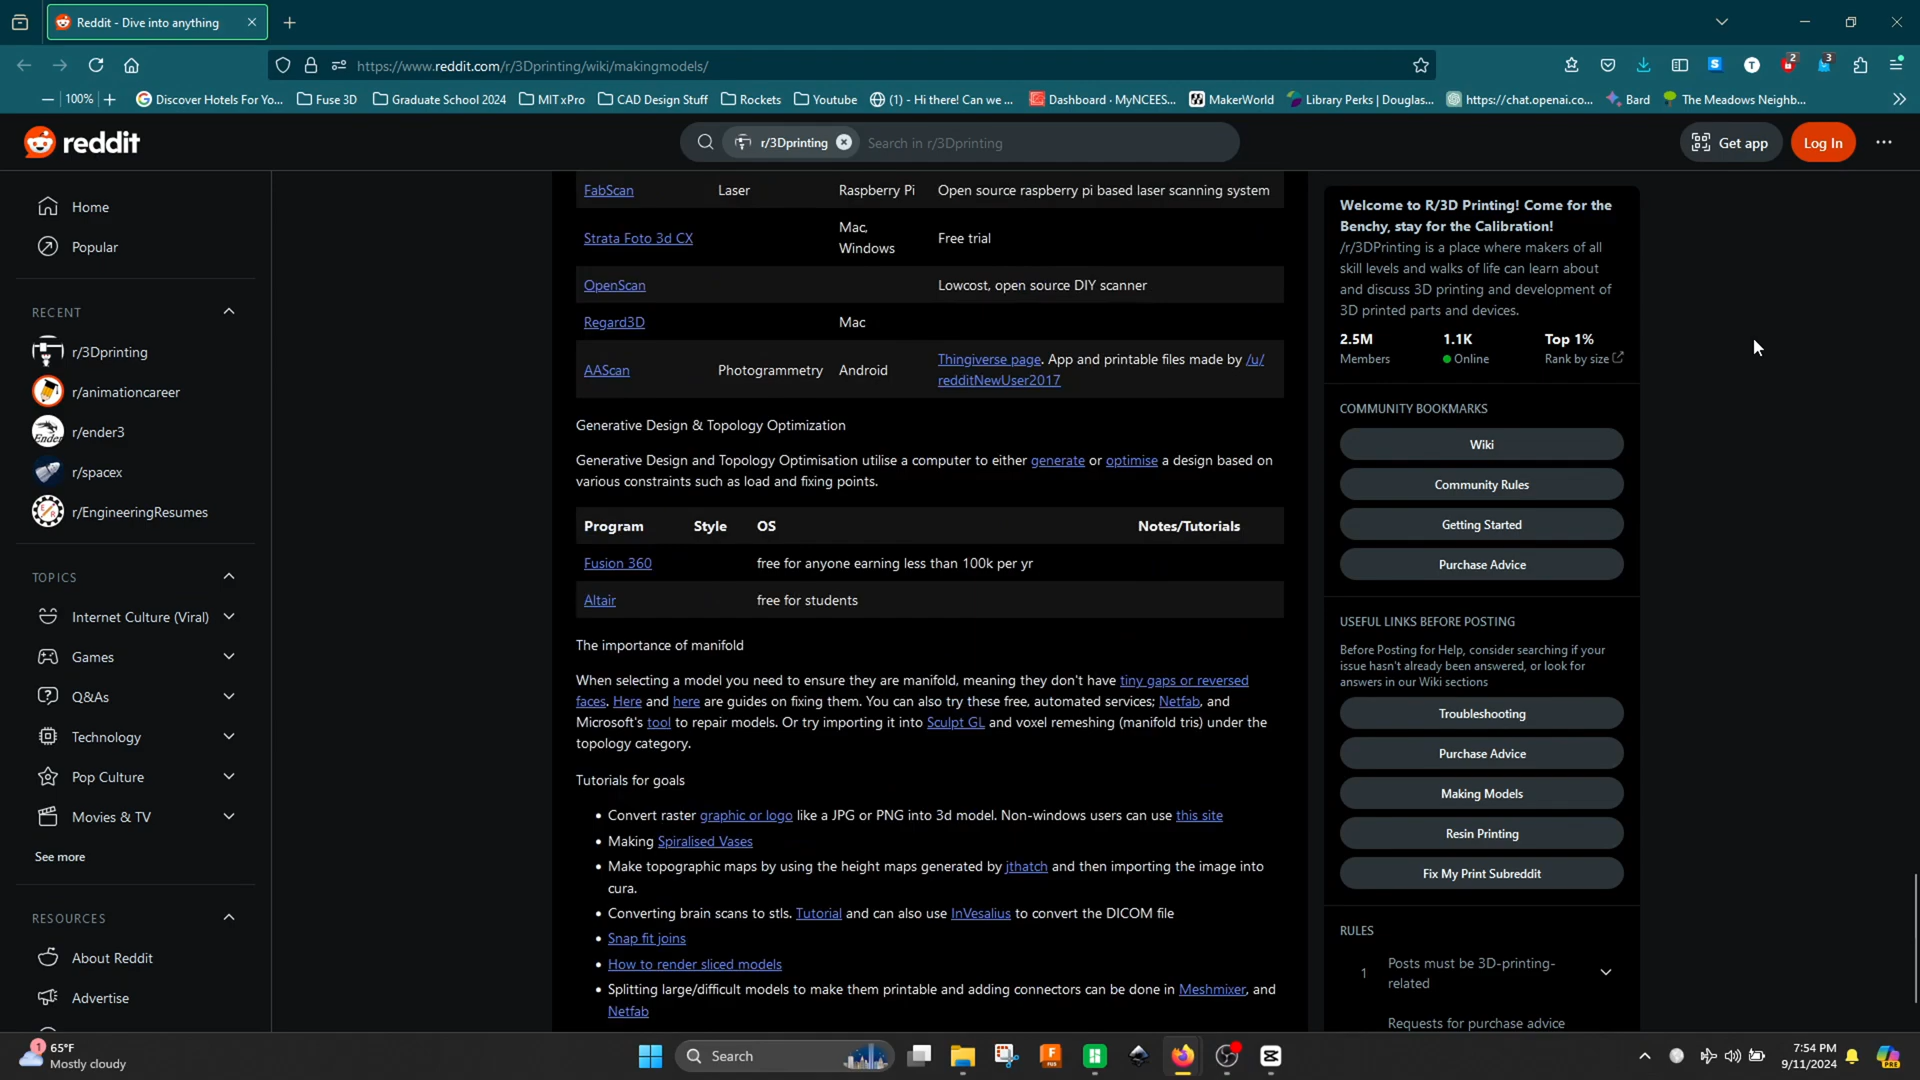 Reddit - Dive into anything
https://www.reddit.com/r/3Dprinting/wiki/makingmodels/
100%
Discover Hotels For Yo...
Fuse 3D
Graduate School 2024
MIT xPro
CAD Design Stuff
Rockets
Youtube
(1) - Hi there! Can we ...
Dashboard · MyNCEES...
MakerWorld
Library Perks | Douglas...
https://chat.openai.co...
Bard
The Meadows Neighb...
reddit
r/3Dprinting
Search in r/3Dprinting
Get app
Log In
Home
Popular
RECENT
r/3Dprinting
r/animationcareer
r/ender3
r/spacex
r/EngineeringResumes
TOPICS
Internet Culture (Viral)
Games
Q&As
Technology
Pop Culture
Movies & TV
See more
RESOURCES
About Reddit
Advertise
FabScan Laser Raspberry Pi Open source raspberry pi based laser scanning system
Strata Foto 3d CX Mac, Free trial
Windows
OpenScan Lowcost, open source DIY scanner
Regard3D Mac
AAScan Photogrammetry Android Thingiverse page. App and printable files made by /u/
redditNewUser2017
Generative Design & Topology Optimization
Generative Design and Topology Optimisation utilise a computer to either generate or optimise a design based on
various constraints such as load and fixing points.
Program Style OS Notes/Tutorials
Fusion 360 free for anyone earning less than 100k per yr
Altair free for students
The importance of manifold
When selecting a model you need to ensure they are manifold, meaning they don't have tiny gaps or reversed
faces. Here and here are guides on fixing them. You can also try these free, automated services; Netfab, and
Microsoft's tool to repair models. Or try importing it into Sculpt GL and voxel remeshing (manifold tris) under the
topology category.
Tutorials for goals
• Convert raster graphic or logo like a JPG or PNG into 3d model. Non-windows users can use this site
• Making Spiralised Vases
• Make topographic maps by using the height maps generated by jthatch and then importing the image into
cura.
• Converting brain scans to stls. Tutorial and can also use InVesalius to convert the DICOM file
• Snap fit joins
• How to render sliced models
• Splitting large/difficult models to make them printable and adding connectors can be done in Meshmixer, and
Netfab
Welcome to R/3D Printing! Come for the
Benchy, stay for the Calibration!
/r/3DPrinting is a place where makers of all
skill levels and walks of life can learn about
and discuss 3D printing and development of
3D printed parts and devices.
2.5M 1.1K Top 1%
Members Online Rank by size
COMMUNITY BOOKMARKS
Wiki
Community Rules
Getting Started
Purchase Advice
USEFUL LINKS BEFORE POSTING
Before Posting for Help, consider searching if your
issue hasn't already been answered, or look for
answers in our Wiki sections
Troubleshooting
Purchase Advice
Making Models
Resin Printing
Fix My Print Subreddit
RULES
1 Posts must be 3D-printing-
related
Requests for purchase advice
65°F
Mostly cloudy
Search
7:54 PM
9/11/2024